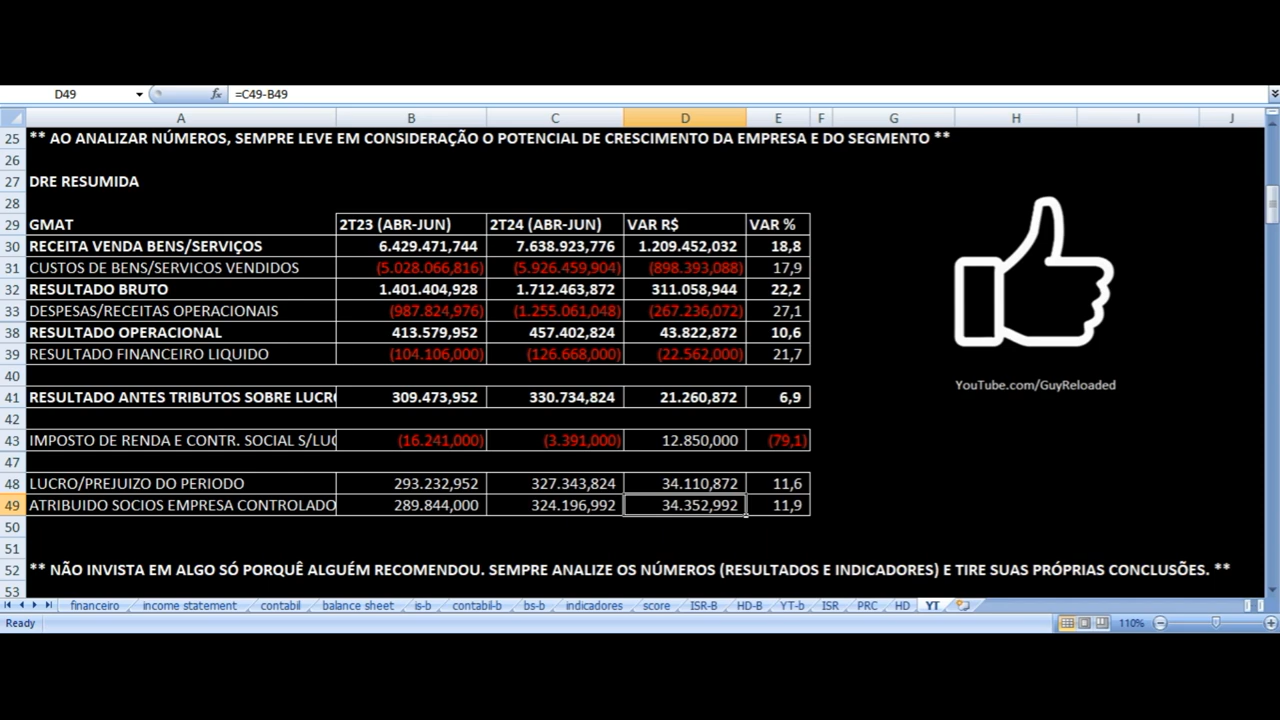 D49 fx =C49-B49
A B C D E F G H I J
25 ** AO ANALIZAR NÚMEROS, SEMPRE LEVE EM CONSIDERAÇÃO O POTENCIAL DE CRESCIMENTO DA EMPRESA E DO SEGMENTO **
26
27 DRE RESUMIDA
28
29 GMAT 2T23 (ABR-JUN) 2T24 (ABR-JUN) VAR R$ VAR %
30 RECEITA VENDA BENS/SERVIÇOS 6.429.471,744 7.638.923,776 1.209.452,032 18,8
31 CUSTOS DE BENS/SERVICOS VENDIDOS (5.028.066,816) (5.926.459,904) (898.393,088) 17,9
32 RESULTADO BRUTO 1.401.404,928 1.712.463,872 311.058,944 22,2
33 DESPESAS/RECEITAS OPERACIONAIS (987.824,976) (1.255.061,048) (267.236,072) 27,1
38 RESULTADO OPERACIONAL 413.579,952 457.402,824 43.822,872 10,6
39 RESULTADO FINANCEIRO LIQUIDO (104.106,000) (126.668,000) (22.562,000) 21,7
40
YouTube.com/GuyReloaded
41 RESULTADO ANTES TRIBUTOS SOBRE LUCRO 309.473,952 330.734,824 21.260,872 6,9
42
43 IMPOSTO DE RENDA E CONTR. SOCIAL S/LUC (16.241,000) (3.391,000) 12.850,000 (79,1)
47
48 LUCRO/PREJUIZO DO PERIODO 293.232,952 327.343,824 34.110,872 11,6
49 ATRIBUIDO SOCIOS EMPRESA CONTROLADO 289.844,000 324.196,992 34.352,992 11,9
50
51
52 ** NÃO INVISTA EM ALGO SÓ PORQUÊ ALGUÉM RECOMENDOU. SEMPRE ANALIZE OS NÚMEROS (RESULTADOS E INDICADORES) E TIRE SUAS PRÓPRIAS CONCLUSÕES. **
53
financeiro income statement contabil balance sheet is-b contabil-b bs-b indicadores score ISR-B HD-B YT-b ISR PRC HD YT
Ready 110%